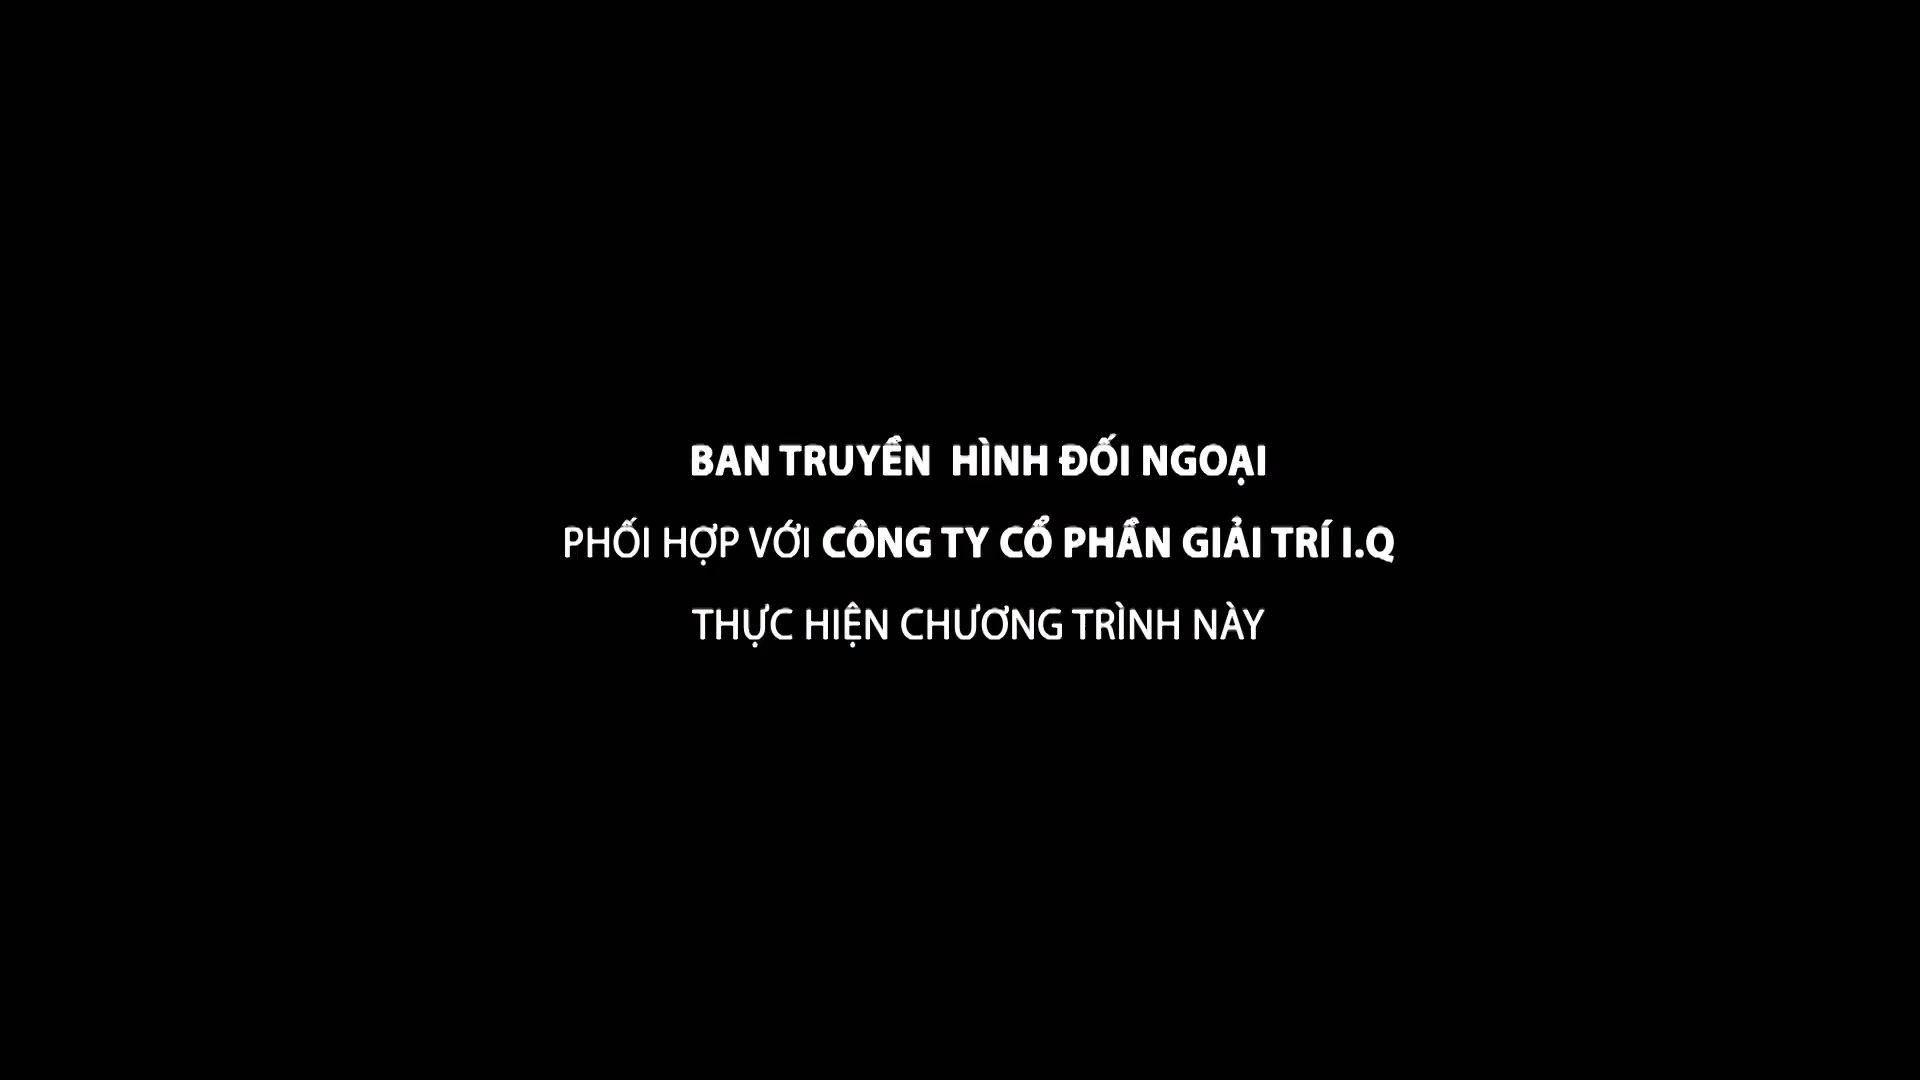 BAN TRUYỀN  HÌNH ĐỐI NGOẠI
PHỐI HỢP VỚI CÔNG TY CỔ PHẦN GIẢI TRÍ I.Q
THỰC HIỆN CHƯƠNG TRÌNH NÀY